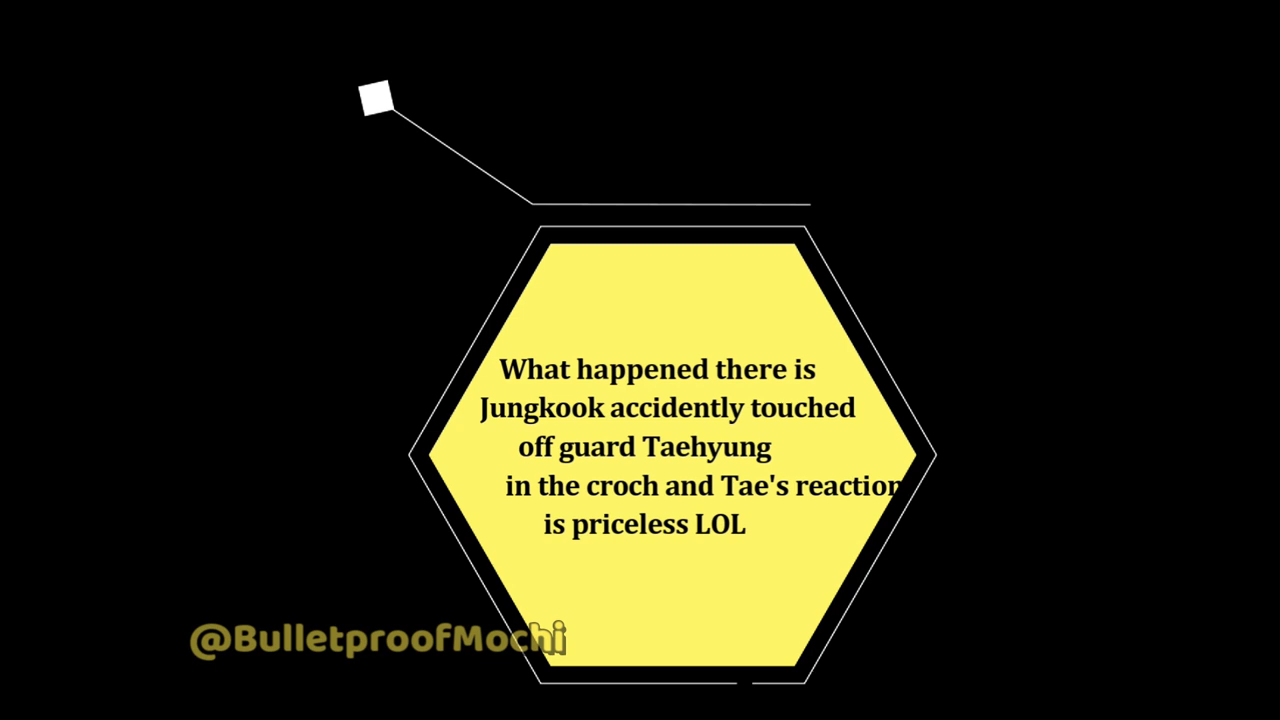 What happened there is
Jungkook accidently touched
off guard Taehyung
in the croch and Tae's reaction
is priceless LOL
@BulletproofMochi